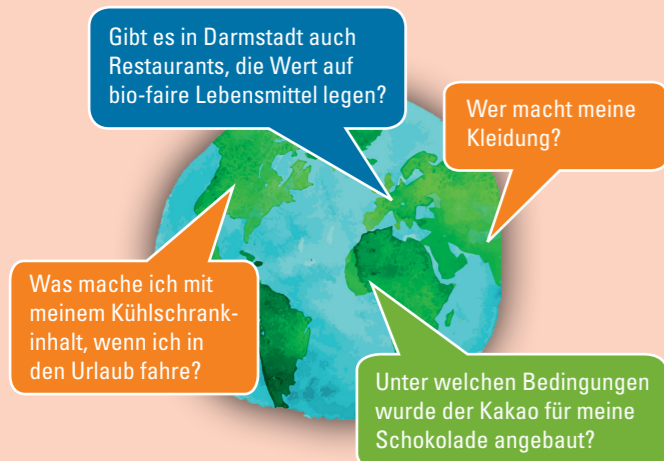 Gibt es in Darmstadt auch
Restaurants, die Wert auf
bio-faire Lebensmittel legen?
Wer macht meine
Kleidung?
Was mache ich mit
meinem Kühlschrank-
inhalt, wenn ich in
den Urlaub fahre?
Unter welchen Bedingungen
wurde der Kakao für meine
Schokolade angebaut?